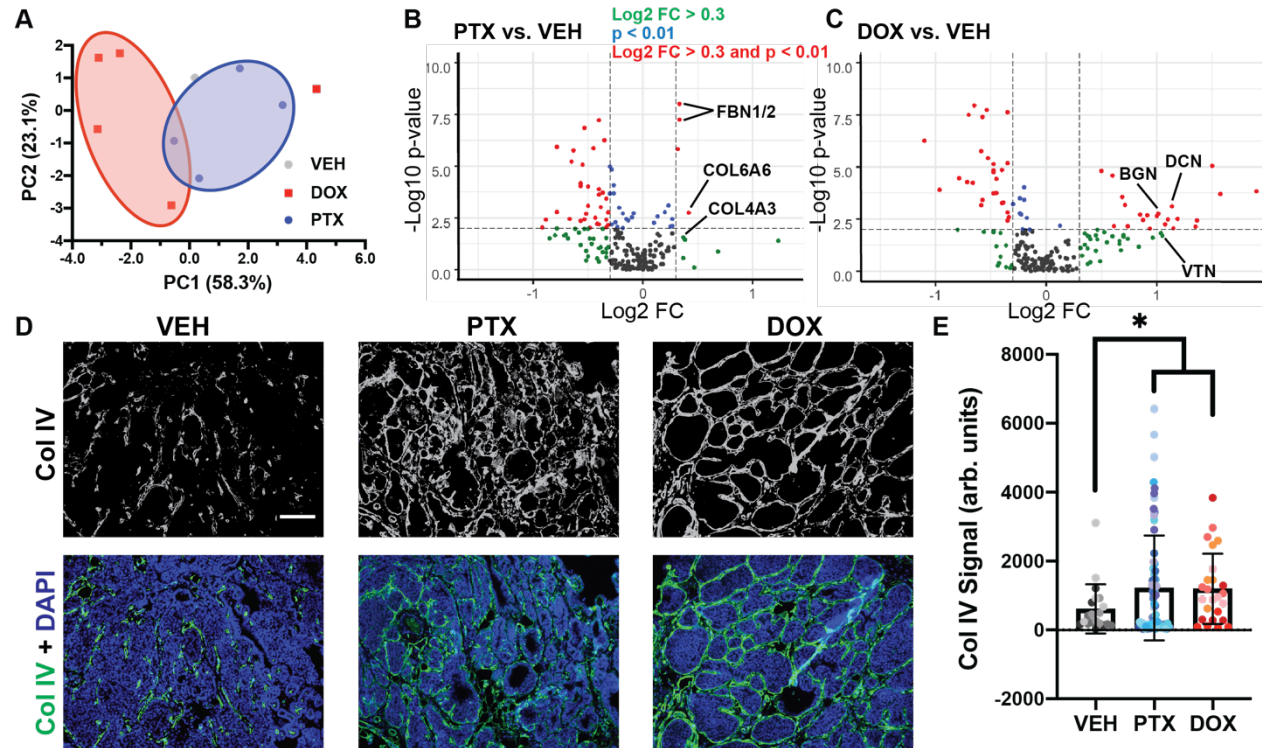 A
PC2 (23.1%)
2
1
0
-1
-2
-3
-4
-4.0 -2.0 0.0 2.0 4.0 6.0
PC1 (58.3%)
VEH
DOX
PTX
B
PTX vs. VEH
Log2 FC > 0.3
p < 0.01
Log2 FC > 0.3 and p < 0.01
-Log10 p-value
10.0
7.5
5.0
2.5
0.0
-1 0 1
Log2 FC
FBN1/2
COL6A6
COL4A3
C
DOX vs. VEH
-Log10 p-value
10.0
7.5
5.0
2.5
0.0
-1 0 1
Log2 FC
BGN
DCN
VTN
D
VEH PTX DOX
Col IV
Col IV + DAPI
E
*
Col IV Signal (arb. units)
8000
6000
4000
2000
0
-2000
VEH PTX DOX